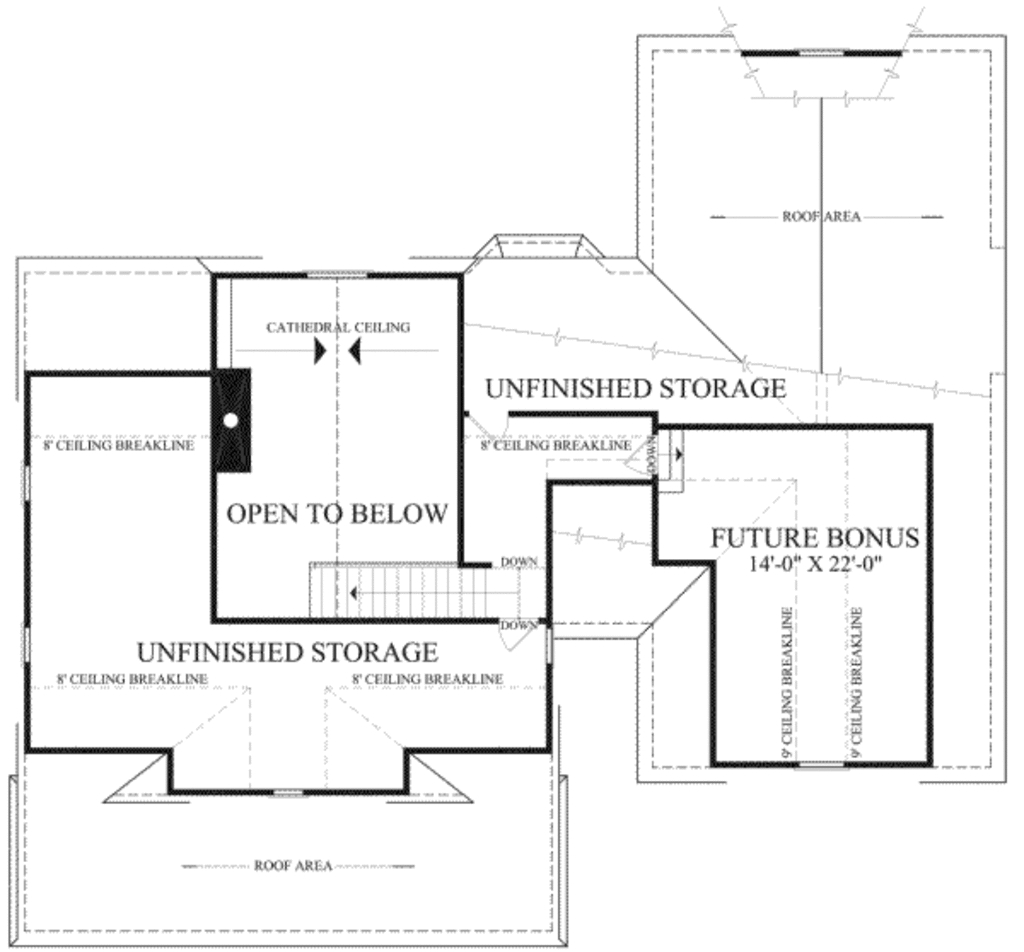 ROOF AREA
CATHEDRAL CEILING
UNFINISHED STORAGE
8' CEILING BREAKLINE
8' CEILING BREAKLINE
DOWN
OPEN TO BELOW
FUTURE BONUS
14'-0" X 22'-0"
DOWN
DOWN
UNFINISHED STORAGE
8' CEILING BREAKLINE
8' CEILING BREAKLINE
9' CEILING BREAKLINE
9' CEILING BREAKLINE
ROOF AREA